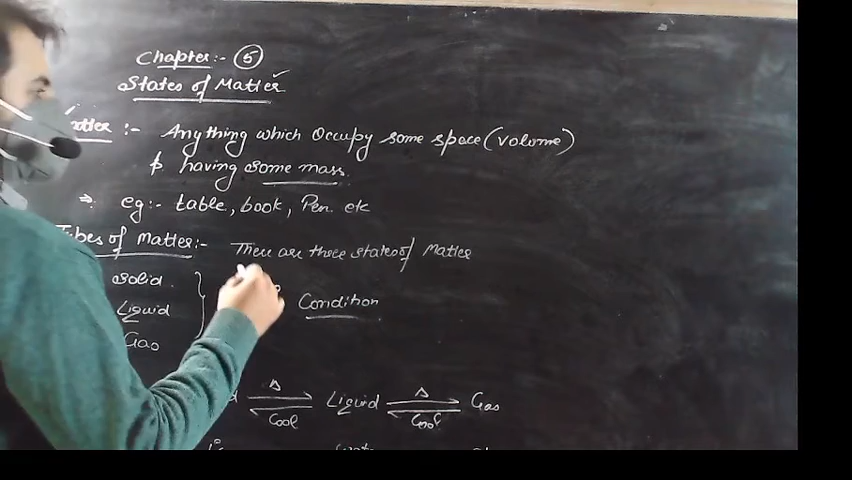 Chapter:- 5
States of Matter
:- Anything which occupy some space (volume)
& having some mass.
⇒ eg:- table, book, Pen. etc
Types of Matter:- There are three states of Matter
Solid.
Liquid
Gas
Condition
Δ Δ
Liquid Gas
Cool Cool